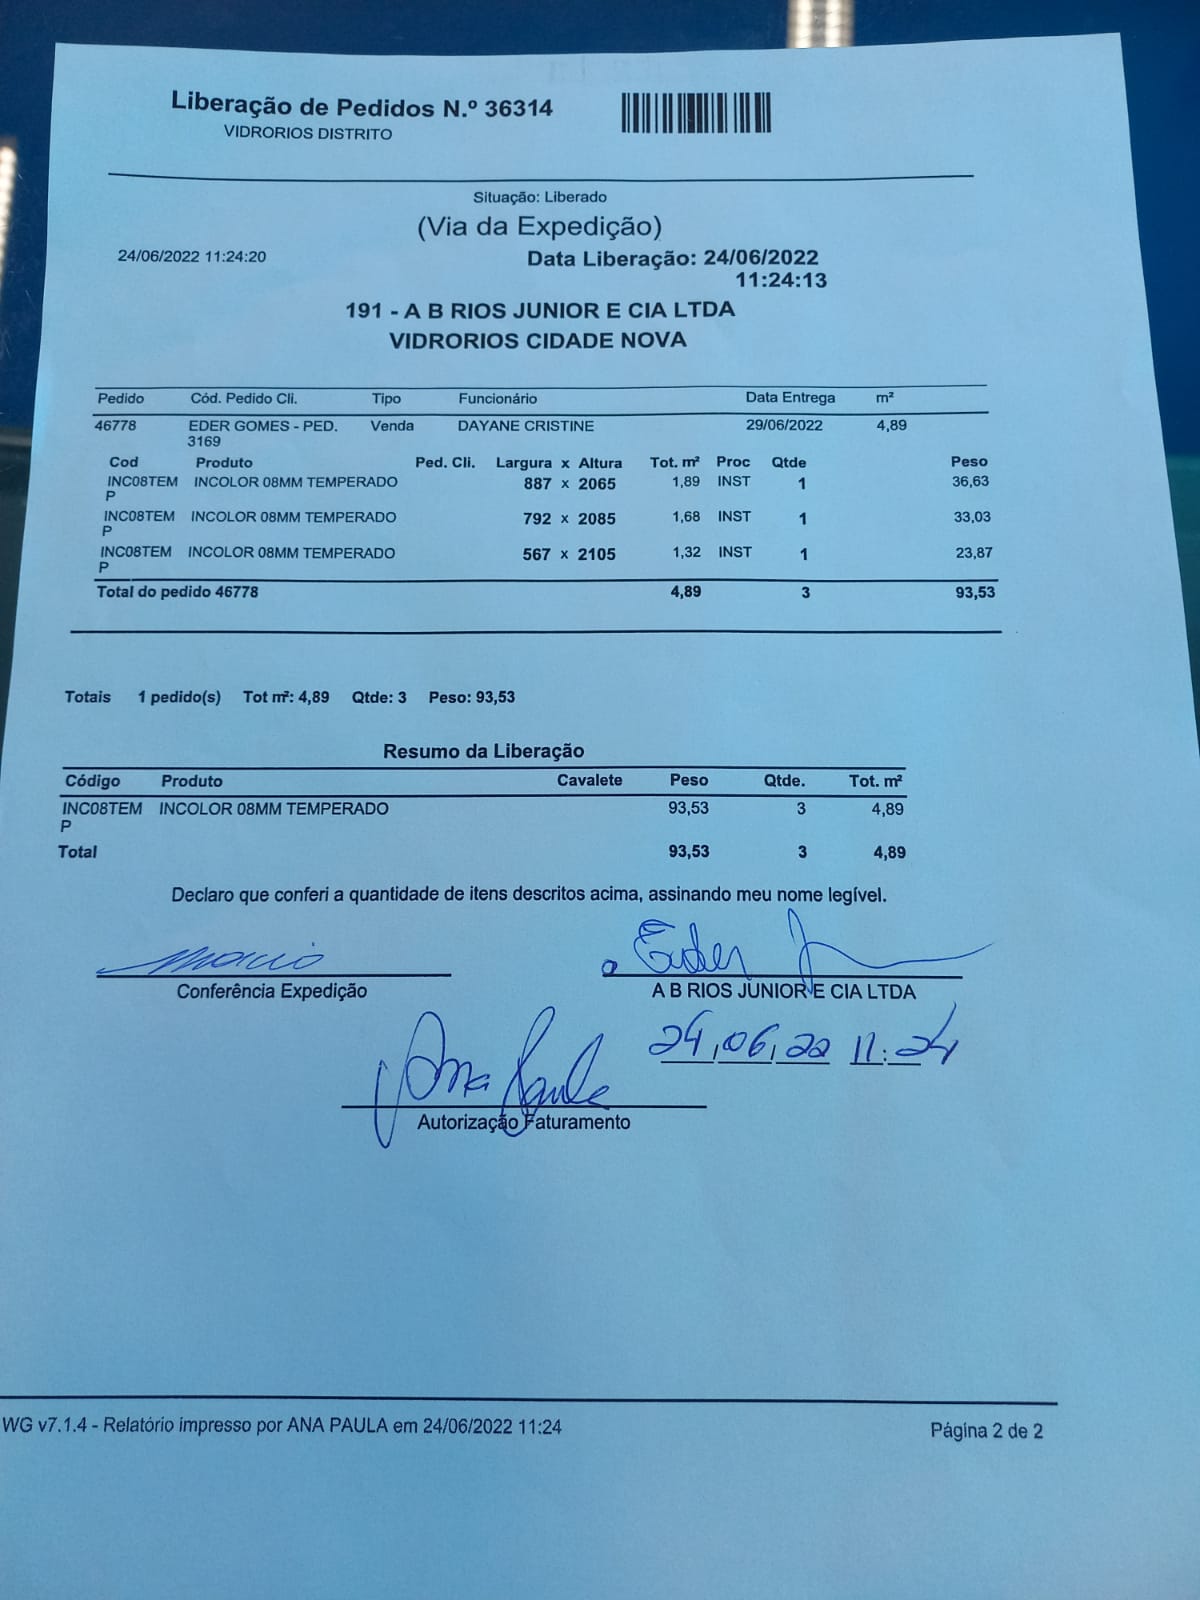 Liberação de Pedidos N.º 36314
VIDRORIOS DISTRITO
Situação: Liberado
(Via da Expedição)
24/06/2022 11:24:20 Data Liberação: 24/06/2022
11:24:13
191 - A B RIOS JUNIOR E CIA LTDA
VIDRORIOS CIDADE NOVA
Pedido Cód. Pedido Cli. Tipo Funcionário Data Entrega m²
46778 EDER GOMES - PED. Venda DAYANE CRISTINE 29/06/2022 4,89
3169
Cod Produto Ped. Cli. Largura x Altura Tot. m² Proc Qtde Peso
INC08TEM INCOLOR 08MM TEMPERADO 887 x 2065 1,89 INST 1 36,63
P
INC08TEM INCOLOR 08MM TEMPERADO 792 x 2085 1,68 INST 1 33,03
P
INC08TEM INCOLOR 08MM TEMPERADO 567 x 2105 1,32 INST 1 23,87
P
Total do pedido 46778 4,89 3 93,53
Totais 1 pedido(s) Tot m²: 4,89 Qtde: 3 Peso: 93,53
Resumo da Liberação
Código Produto Cavalete Peso Qtde. Tot. m²
INC08TEM INCOLOR 08MM TEMPERADO 93,53 3 4,89
P
Total 93,53 3 4,89
Declaro que conferi a quantidade de itens descritos acima, assinando meu nome legível.
Eder
Conferência Expedição A B RIOS JUNIOR E CIA LTDA
24,06,22 11:24
Ana Paula
Autorização Faturamento
WG v7.1.4 - Relatório impresso por ANA PAULA em 24/06/2022 11:24 Página 2 de 2